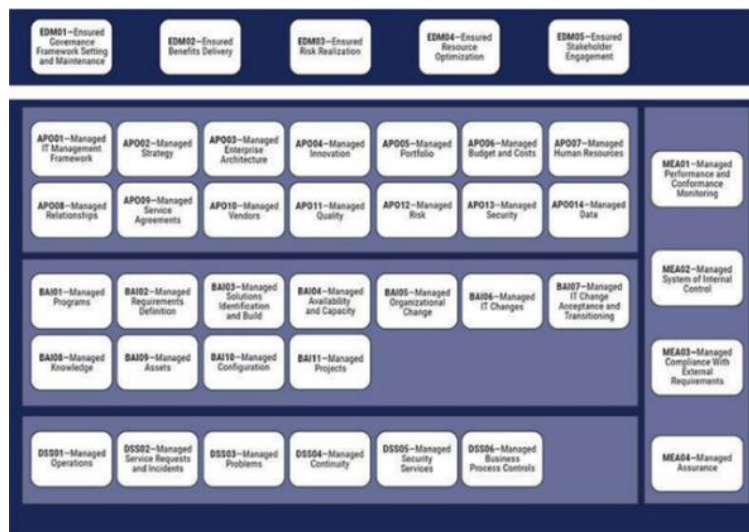 EDM01—Ensured
Governance
Framework Setting
and Maintenance
EDM02—Ensured
Benefits Delivery
EDM03—Ensured
Risk Realization
EDM04—Ensured
Resource
Optimization
EDM05—Ensured
Stakeholder
Engagement
APO01—Managed
IT Management
Framework
APO02—Managed
Strategy
APO03—Managed
Enterprise
Architecture
APO04—Managed
Innovation
APO05—Managed
Portfolio
APO06—Managed
Budget and Costs
APO07—Managed
Human Resources
APO08—Managed
Relationships
APO09—Managed
Service
Agreements
APO10—Managed
Vendors
APO11—Managed
Quality
APO12—Managed
Risk
APO13—Managed
Security
APO014—Managed
Data
BAI01—Managed
Programs
BAI02—Managed
Requirements
Definition
BAI03—Managed
Solutions
Identification
and Build
BAI04—Managed
Availability
and Capacity
BAI05—Managed
Organizational
Change
BAI06—Managed
IT Changes
BAI07—Managed
IT Change
Acceptance and
Transitioning
BAI08—Managed
Knowledge
BAI09—Managed
Assets
BAI10—Managed
Configuration
BAI11—Managed
Projects
DSS01—Managed
Operations
DSS02—Managed
Service Requests
and Incidents
DSS03—Managed
Problems
DSS04—Managed
Continuity
DSS05—Managed
Security
Services
DSS06—Managed
Business
Process Controls
MEA01—Managed
Performance and
Conformance
Monitoring
MEA02—Managed
System of Internal
Control
MEA03—Managed
Compliance With
External
Requirements
MEA04—Managed
Assurance